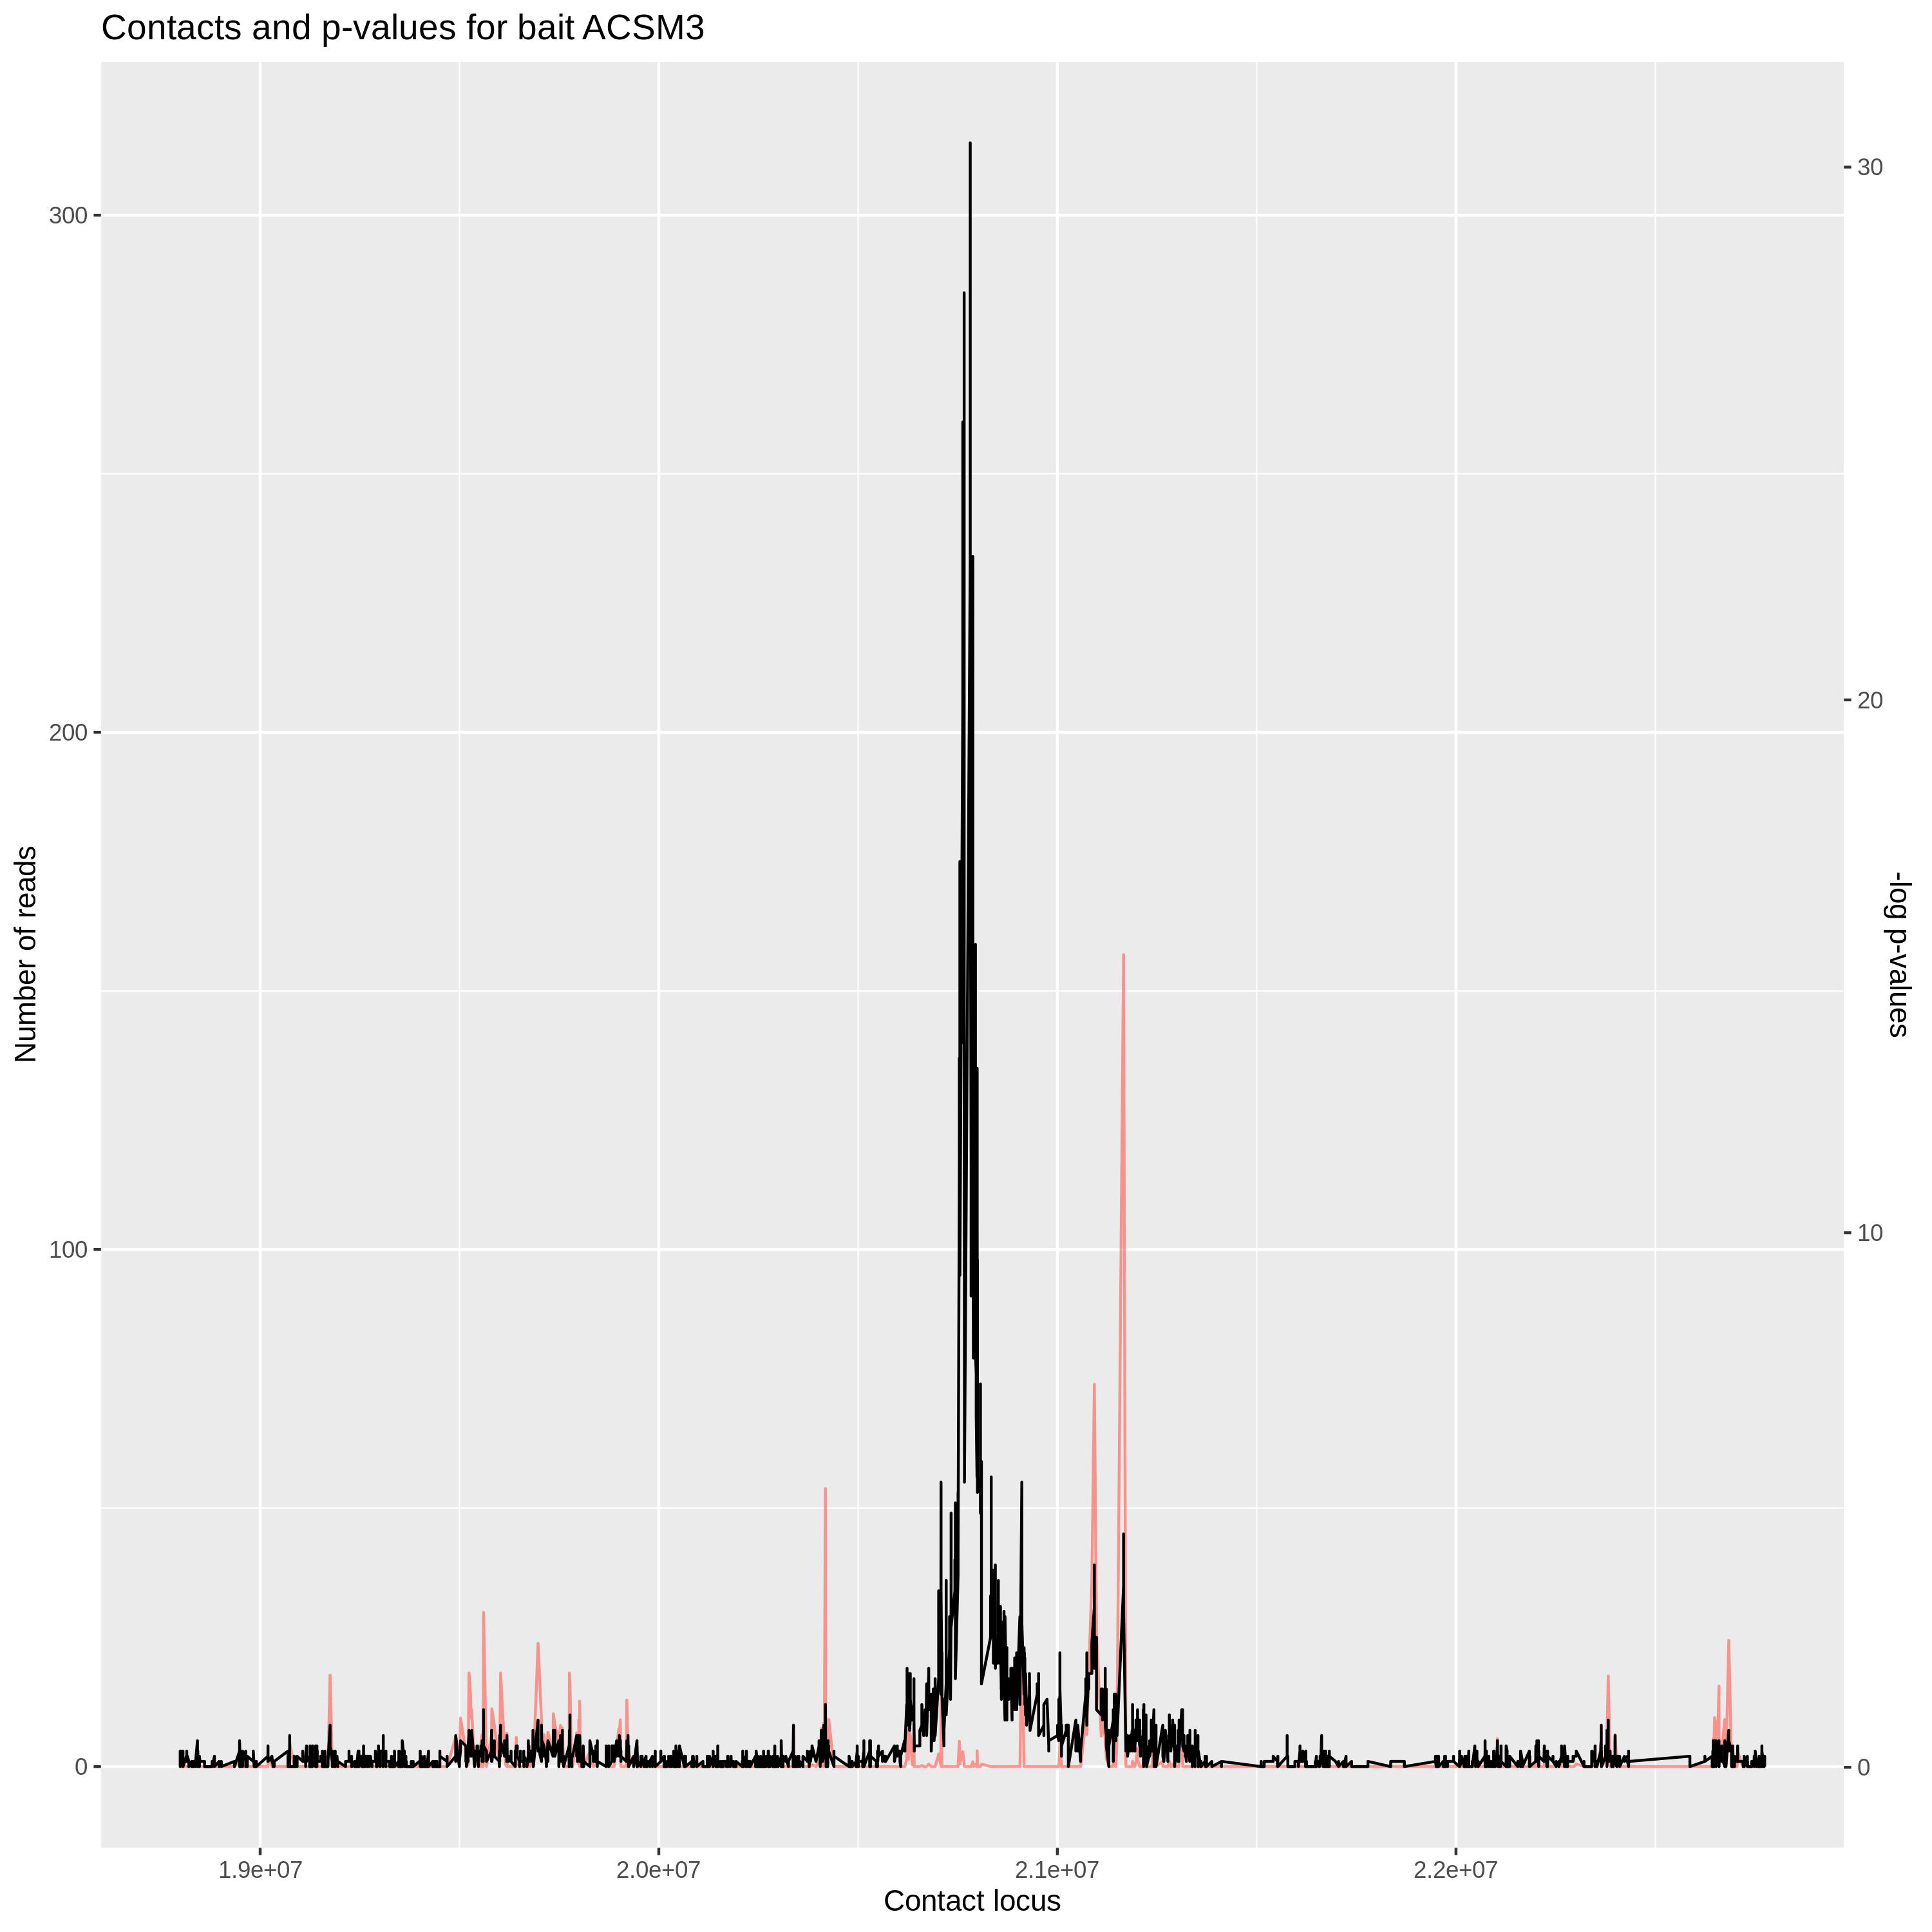 Contacts and p-values for bait ACSM3
300
200
100
0
30
20
10
0
Number of reads
-log p-values
1.9e+07
2.0e+07
2.1e+07
2.2e+07
Contact locus